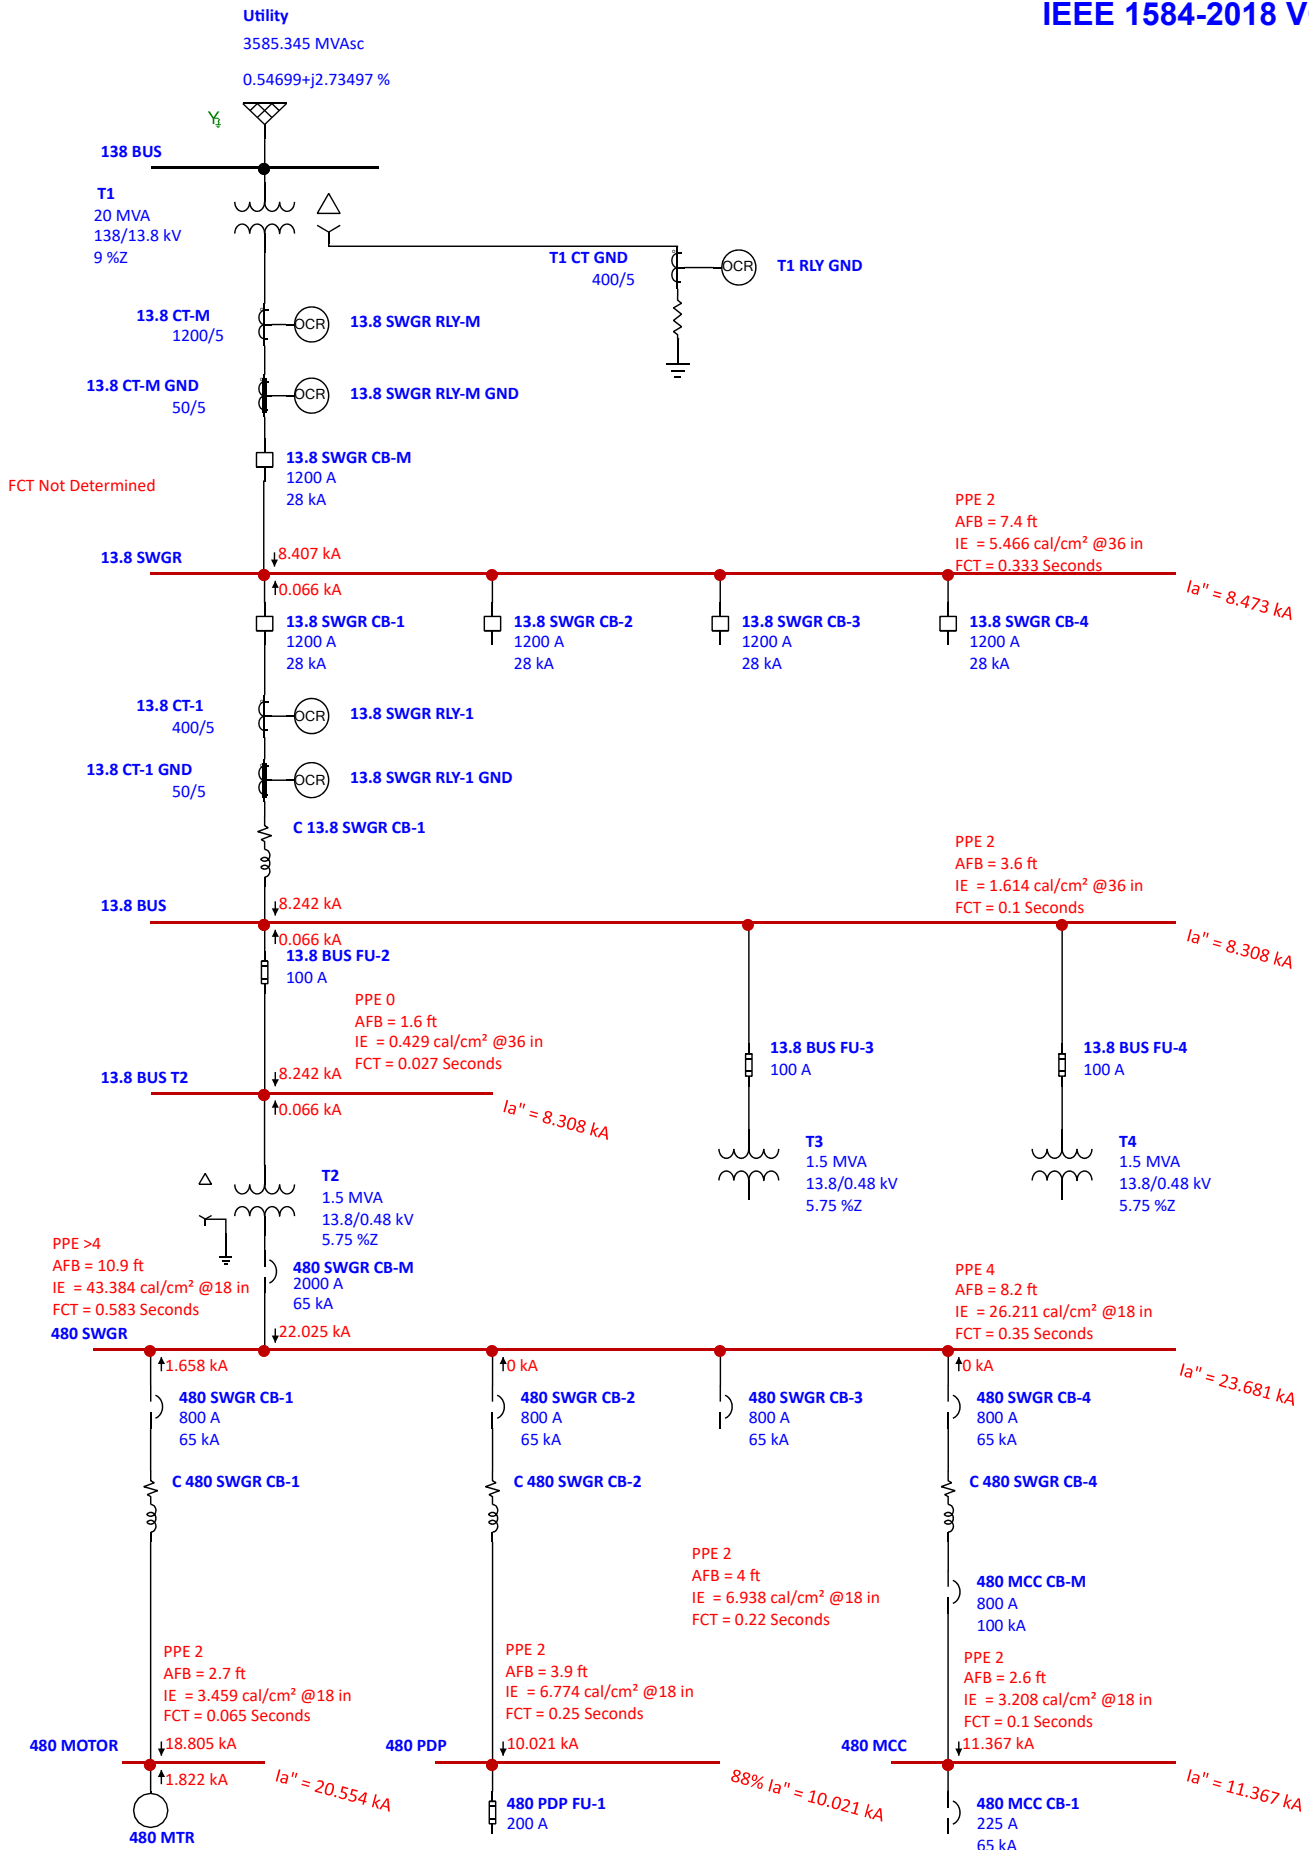 IEEE 1584-2018 V
Utility
3585.345 MVAsc
0.54699+j2.73497 %
138 BUS
T1
20 MVA
138/13.8 kV
9 %Z
T1 CT GND
400/5
OCR
T1 RLY GND
13.8 CT-M
1200/5
OCR
13.8 SWGR RLY-M
13.8 CT-M GND
50/5
OCR
13.8 SWGR RLY-M GND
13.8 SWGR CB-M
1200 A
28 kA
FCT Not Determined
PPE 2
AFB = 7.4 ft
IE = 5.466 cal/cm² @36 in
FCT = 0.333 Seconds
13.8 SWGR
8.407 kA
0.066 kA
Ia" = 8.473 kA
13.8 SWGR CB-1
1200 A
28 kA
13.8 SWGR CB-2
1200 A
28 kA
13.8 SWGR CB-3
1200 A
28 kA
13.8 SWGR CB-4
1200 A
28 kA
13.8 CT-1
400/5
OCR
13.8 SWGR RLY-1
13.8 CT-1 GND
50/5
OCR
13.8 SWGR RLY-1 GND
C 13.8 SWGR CB-1
PPE 2
AFB = 3.6 ft
IE = 1.614 cal/cm² @36 in
FCT = 0.1 Seconds
13.8 BUS
8.242 kA
0.066 kA
Ia" = 8.308 kA
13.8 BUS FU-2
100 A
PPE 0
AFB = 1.6 ft
IE = 0.429 cal/cm² @36 in
FCT = 0.027 Seconds
13.8 BUS FU-3
100 A
13.8 BUS FU-4
100 A
13.8 BUS T2
8.242 kA
0.066 kA
Ia" = 8.308 kA
T2
1.5 MVA
13.8/0.48 kV
5.75 %Z
T3
1.5 MVA
13.8/0.48 kV
5.75 %Z
T4
1.5 MVA
13.8/0.48 kV
5.75 %Z
PPE >4
AFB = 10.9 ft
IE = 43.384 cal/cm² @18 in
FCT = 0.583 Seconds
480 SWGR CB-M
2000 A
65 kA
PPE 4
AFB = 8.2 ft
IE = 26.211 cal/cm² @18 in
FCT = 0.35 Seconds
480 SWGR
22.025 kA
1.658 kA
0 kA
0 kA
Ia" = 23.681 kA
480 SWGR CB-1
800 A
65 kA
480 SWGR CB-2
800 A
65 kA
480 SWGR CB-3
800 A
65 kA
480 SWGR CB-4
800 A
65 kA
C 480 SWGR CB-1
C 480 SWGR CB-2
C 480 SWGR CB-4
PPE 2
AFB = 4 ft
IE = 6.938 cal/cm² @18 in
FCT = 0.22 Seconds
480 MCC CB-M
800 A
100 kA
PPE 2
AFB = 2.7 ft
IE = 3.459 cal/cm² @18 in
FCT = 0.065 Seconds
PPE 2
AFB = 3.9 ft
IE = 6.774 cal/cm² @18 in
FCT = 0.25 Seconds
PPE 2
AFB = 2.6 ft
IE = 3.208 cal/cm² @18 in
FCT = 0.1 Seconds
480 MOTOR
18.805 kA
1.822 kA
Ia" = 20.554 kA
480 PDP
10.021 kA
88% Ia" = 10.021 kA
480 MCC
11.367 kA
Ia" = 11.367 kA
480 MTR
480 PDP FU-1
200 A
480 MCC CB-1
225 A
65 kA